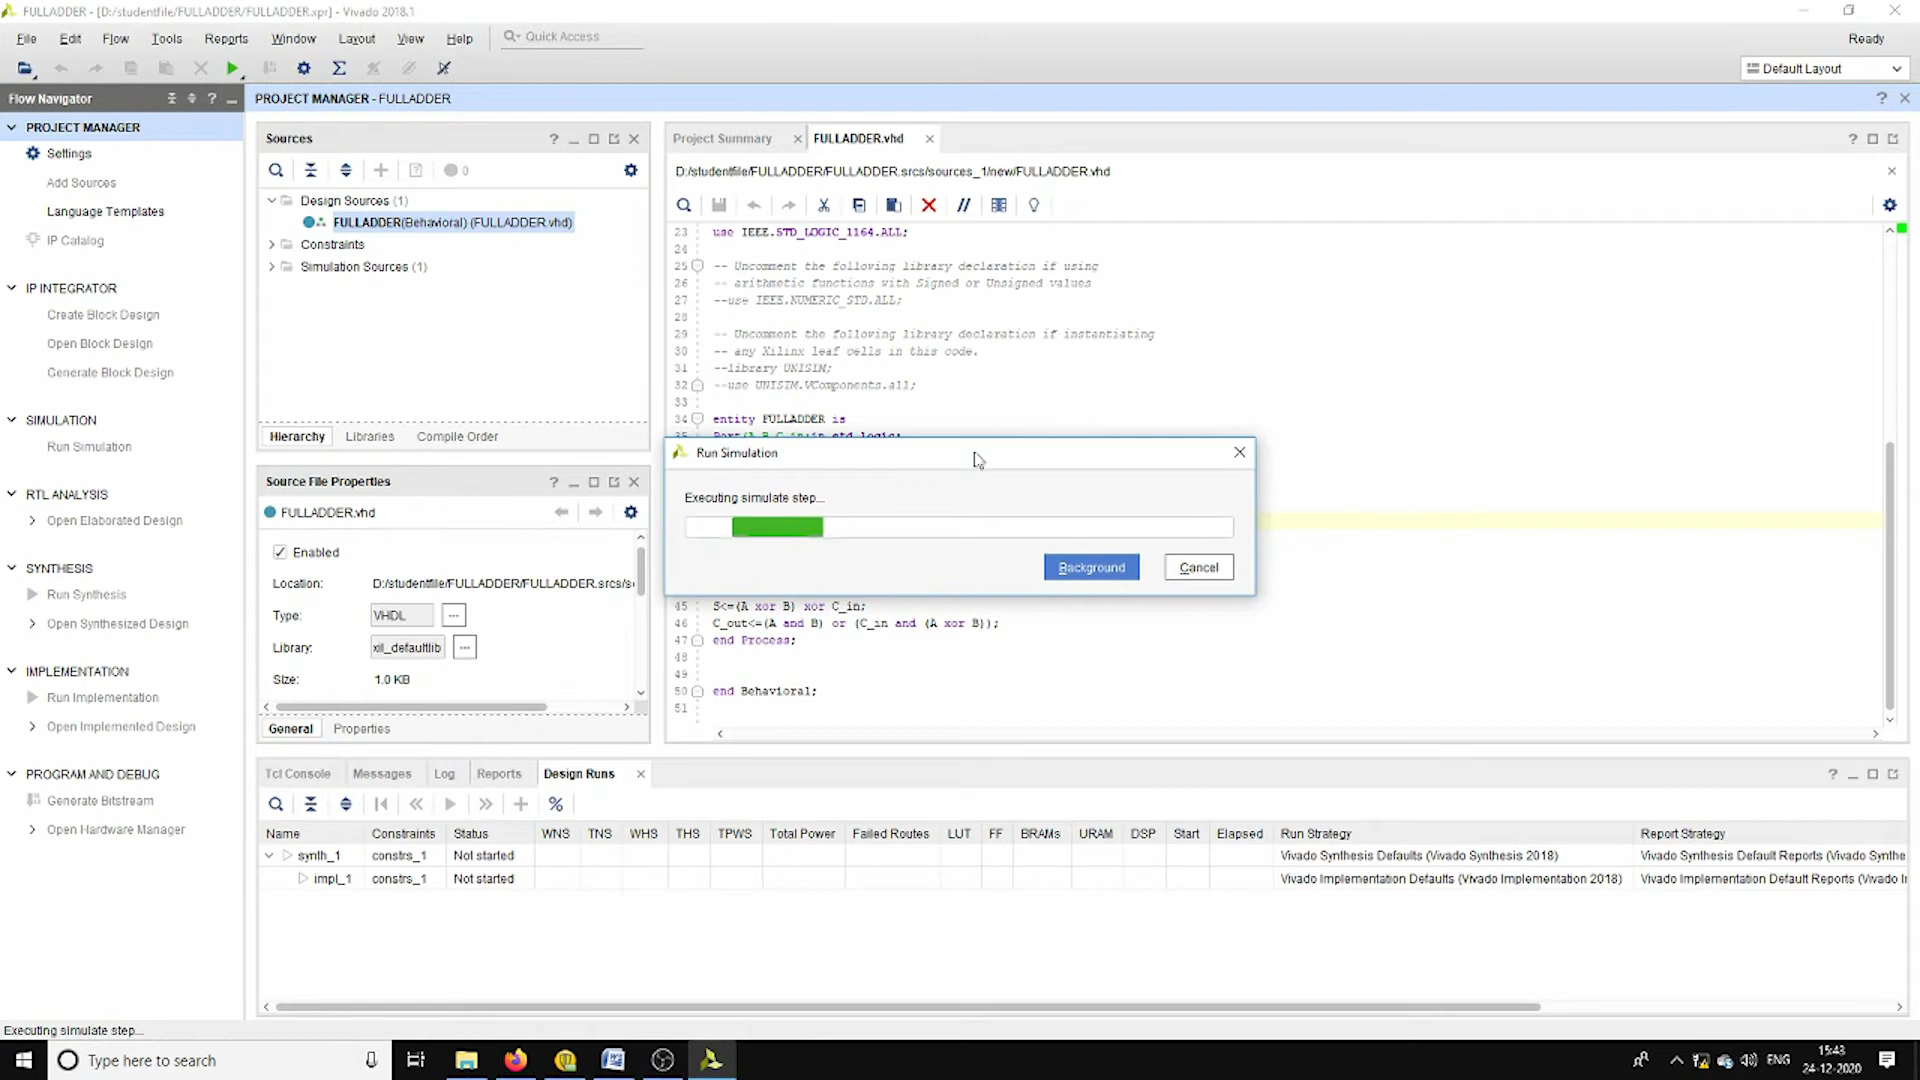 FULLADDER - [D:/studentfile/FULLADDER/FULLADDER.xpr] - Vivado 2018.1
File Edit Flow Tools Reports Window Layout View Help Quick Access Ready
Default Layout
Flow Navigator
PROJECT MANAGER - FULLADDER
PROJECT MANAGER
Settings
Add Sources
Language Templates
IP Catalog
IP INTEGRATOR
Create Block Design
Open Block Design
Generate Block Design
SIMULATION
Run Simulation
RTL ANALYSIS
Open Elaborated Design
SYNTHESIS
Run Synthesis
Open Synthesized Design
IMPLEMENTATION
Run Implementation
Open Implemented Design
PROGRAM AND DEBUG
Generate Bitstream
Open Hardware Manager
Sources
0
Design Sources (1)
FULLADDER(Behavioral) (FULLADDER.vhd)
Constraints
Simulation Sources (1)
Hierarchy Libraries Compile Order
Source File Properties
FULLADDER.vhd
Enabled
Location: D:/studentfile/FULLADDER/FULLADDER.srcs/s
Type: VHDL
Library: xil_defaultlib
Size: 1.0 KB
General Properties
Project Summary FULLADDER.vhd
D:/studentfile/FULLADDER/FULLADDER.srcs/sources_1/new/FULLADDER.vhd
23 use IEEE.STD_LOGIC_1164.ALL;
24
25 -- Uncomment the following library declaration if using
26 -- arithmetic functions with Signed or Unsigned values
27 --use IEEE.NUMERIC_STD.ALL;
28
29 -- Uncomment the following library declaration if instantiating
30 -- any Xilinx leaf cells in this code.
31 --library UNISIM;
32 --use UNISIM.VComponents.all;
33
34 entity FULLADDER is
35 Port(A,B,C_in:in std_logic;
Run Simulation
Executing simulate step...
Background Cancel
45 S<=(A xor B) xor C_in;
46 C_out<=(A and B) or (C_in and (A xor B));
47 end Process;
48
49
50 end Behavioral;
51
Tcl Console Messages Log Reports Design Runs
Name Constraints Status WNS TNS WHS THS TPWS Total Power Failed Routes LUT FF BRAMs URAM DSP Start Elapsed Run Strategy Report Strategy
synth_1 constrs_1 Not started Vivado Synthesis Defaults (Vivado Synthesis 2018) Vivado Synthesis Default Reports (Vivado Synthe
impl_1 constrs_1 Not started Vivado Implementation Defaults (Vivado Implementation 2018) Vivado Implementation Default Reports (Vivado I
Executing simulate step...
Type here to search
ENG
15:43
24-12-2020